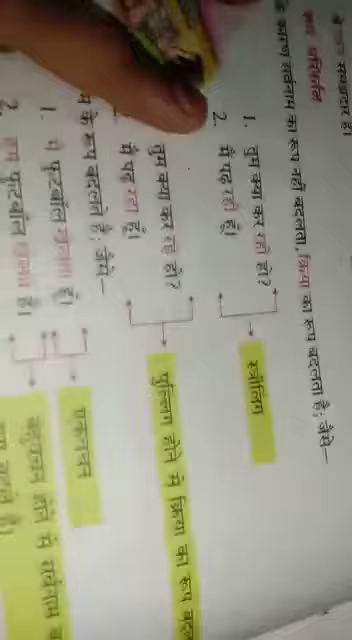 समझदार है।
रूप परिवर्तन
के कारण सर्वनाम का रूप नहीं बदलता, क्रिया का रूप बदलता है; जैसे—
1. तुम क्या कर रही हो?
2. मैं पढ़ रही हूँ।
स्त्रीलिंग
तुम क्या कर रहे हो?
मैं पढ़ रहा हूँ।
पुल्लिंग होने से क्रिया का रूप बदल
के रूप बदलते हैं; जैसे—
1. मैं फुटबॉल खेलता हूँ।
एकवचन
2. हम फुटबॉल खेलते हैं।
बहुवचन होने से सर्वनाम